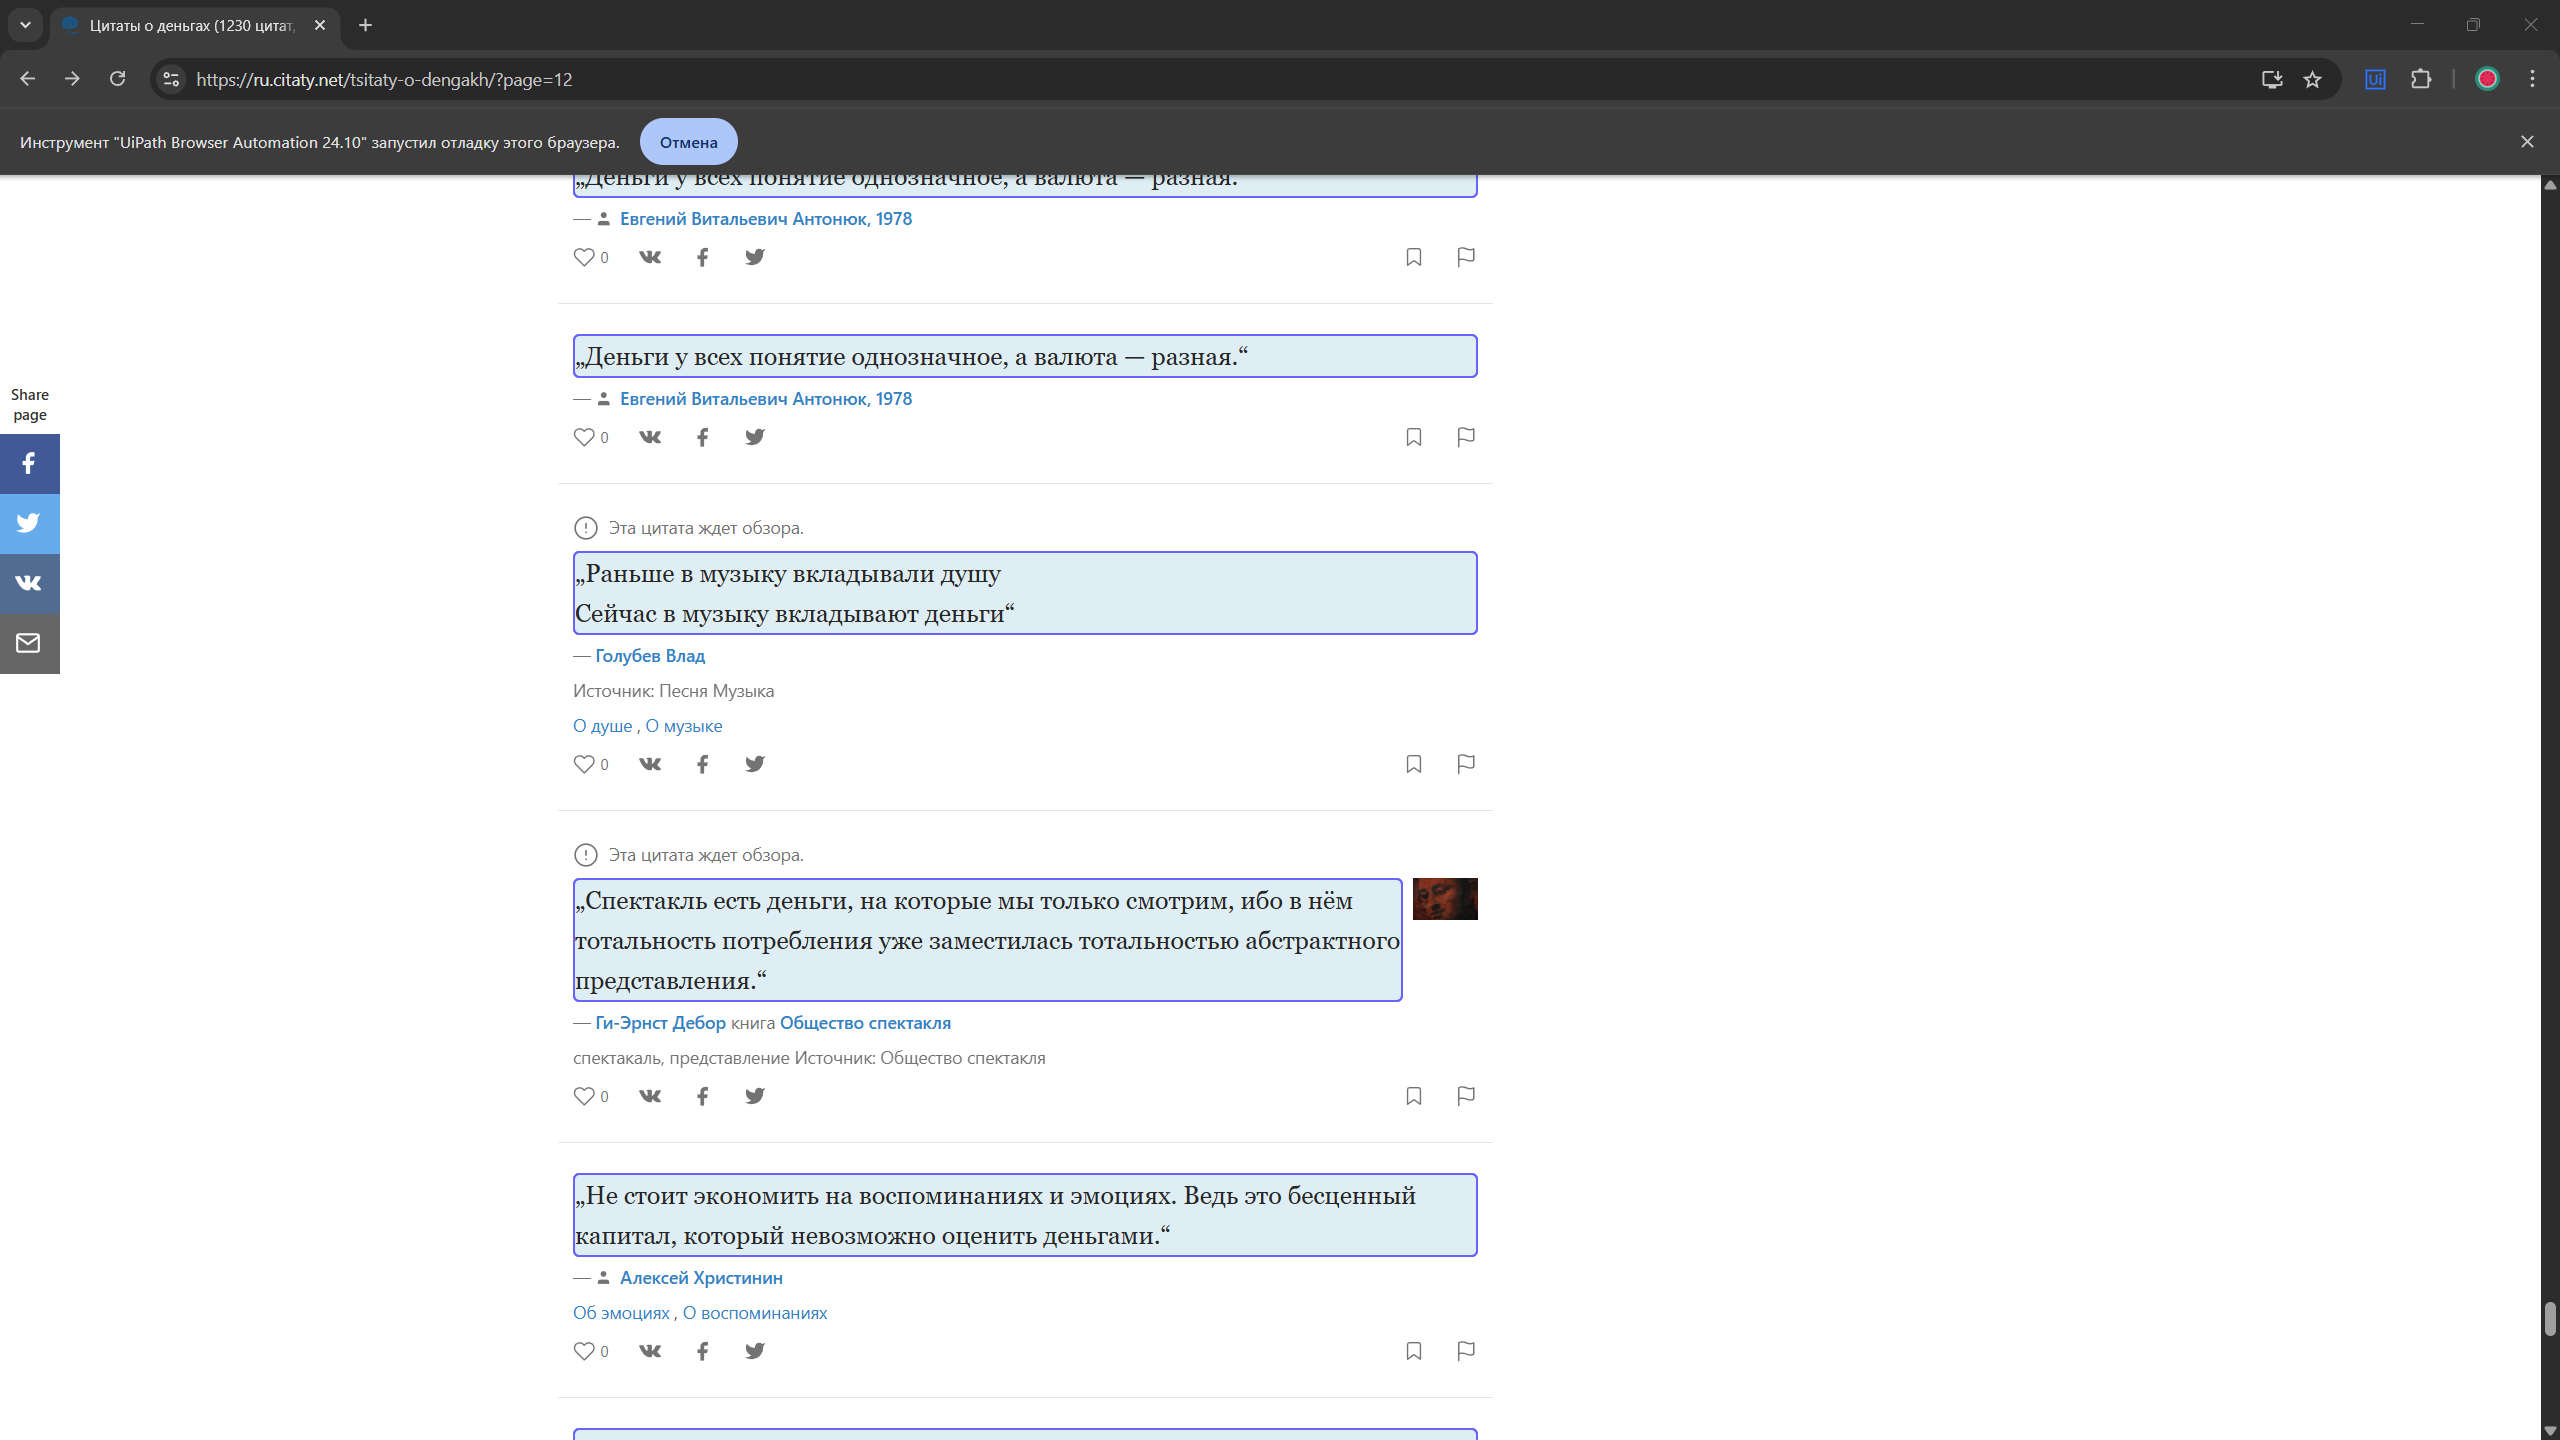 Цитаты о деньгах (1230 цитат,
https://ru.citaty.net/tsitaty-o-dengakh/?page=12
Ui
Инструмент "UiPath Browser Automation 24.10" запустил отладку этого браузера.
Отмена
„Деньги у всех понятие однозначное, а валюта — разная.“
— Евгений Витальевич Антонюк, 1978
0
„Деньги у всех понятие однозначное, а валюта — разная.“
— Евгений Витальевич Антонюк, 1978
0
Share
page
Эта цитата ждет обзора.
„Раньше в музыку вкладывали душу
Сейчас в музыку вкладывают деньги“
— Голубев Влад
Источник: Песня Музыка
О душе , О музыке
0
Эта цитата ждет обзора.
„Спектакль есть деньги, на которые мы только смотрим, ибо в нём
тотальность потребления уже заместилась тотальностью абстрактного
представления.“
— Ги-Эрнст Дебор книга Общество спектакля
спектакаль, представление Источник: Общество спектакля
0
„Не стоит экономить на воспоминаниях и эмоциях. Ведь это бесценный
капитал, который невозможно оценить деньгами.“
— Алексей Христинин
Об эмоциях , О воспоминаниях
0